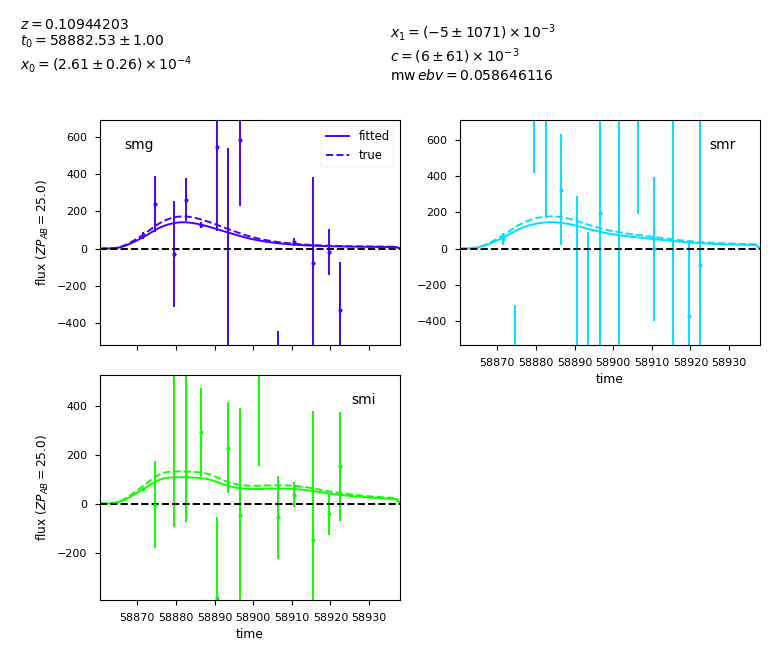 z = 0.10944203
t₀ = 58882.53 ± 1.00
x₀ = (2.61 ± 0.26) × 10⁻⁴
x₁ = (−5 ± 1071) × 10⁻³
c = (6 ± 61) × 10⁻³
mw ebv = 0.058646116
smg
fitted
true
600
400
200
0
−200
−400
flux (ZP_AB = 25.0)
smr
600
400
200
0
−200
−400
58870 58880 58890 58900 58910 58920 58930
time
smi
400
200
0
−200
flux (ZP_AB = 25.0)
58870 58880 58890 58900 58910 58920 58930
time